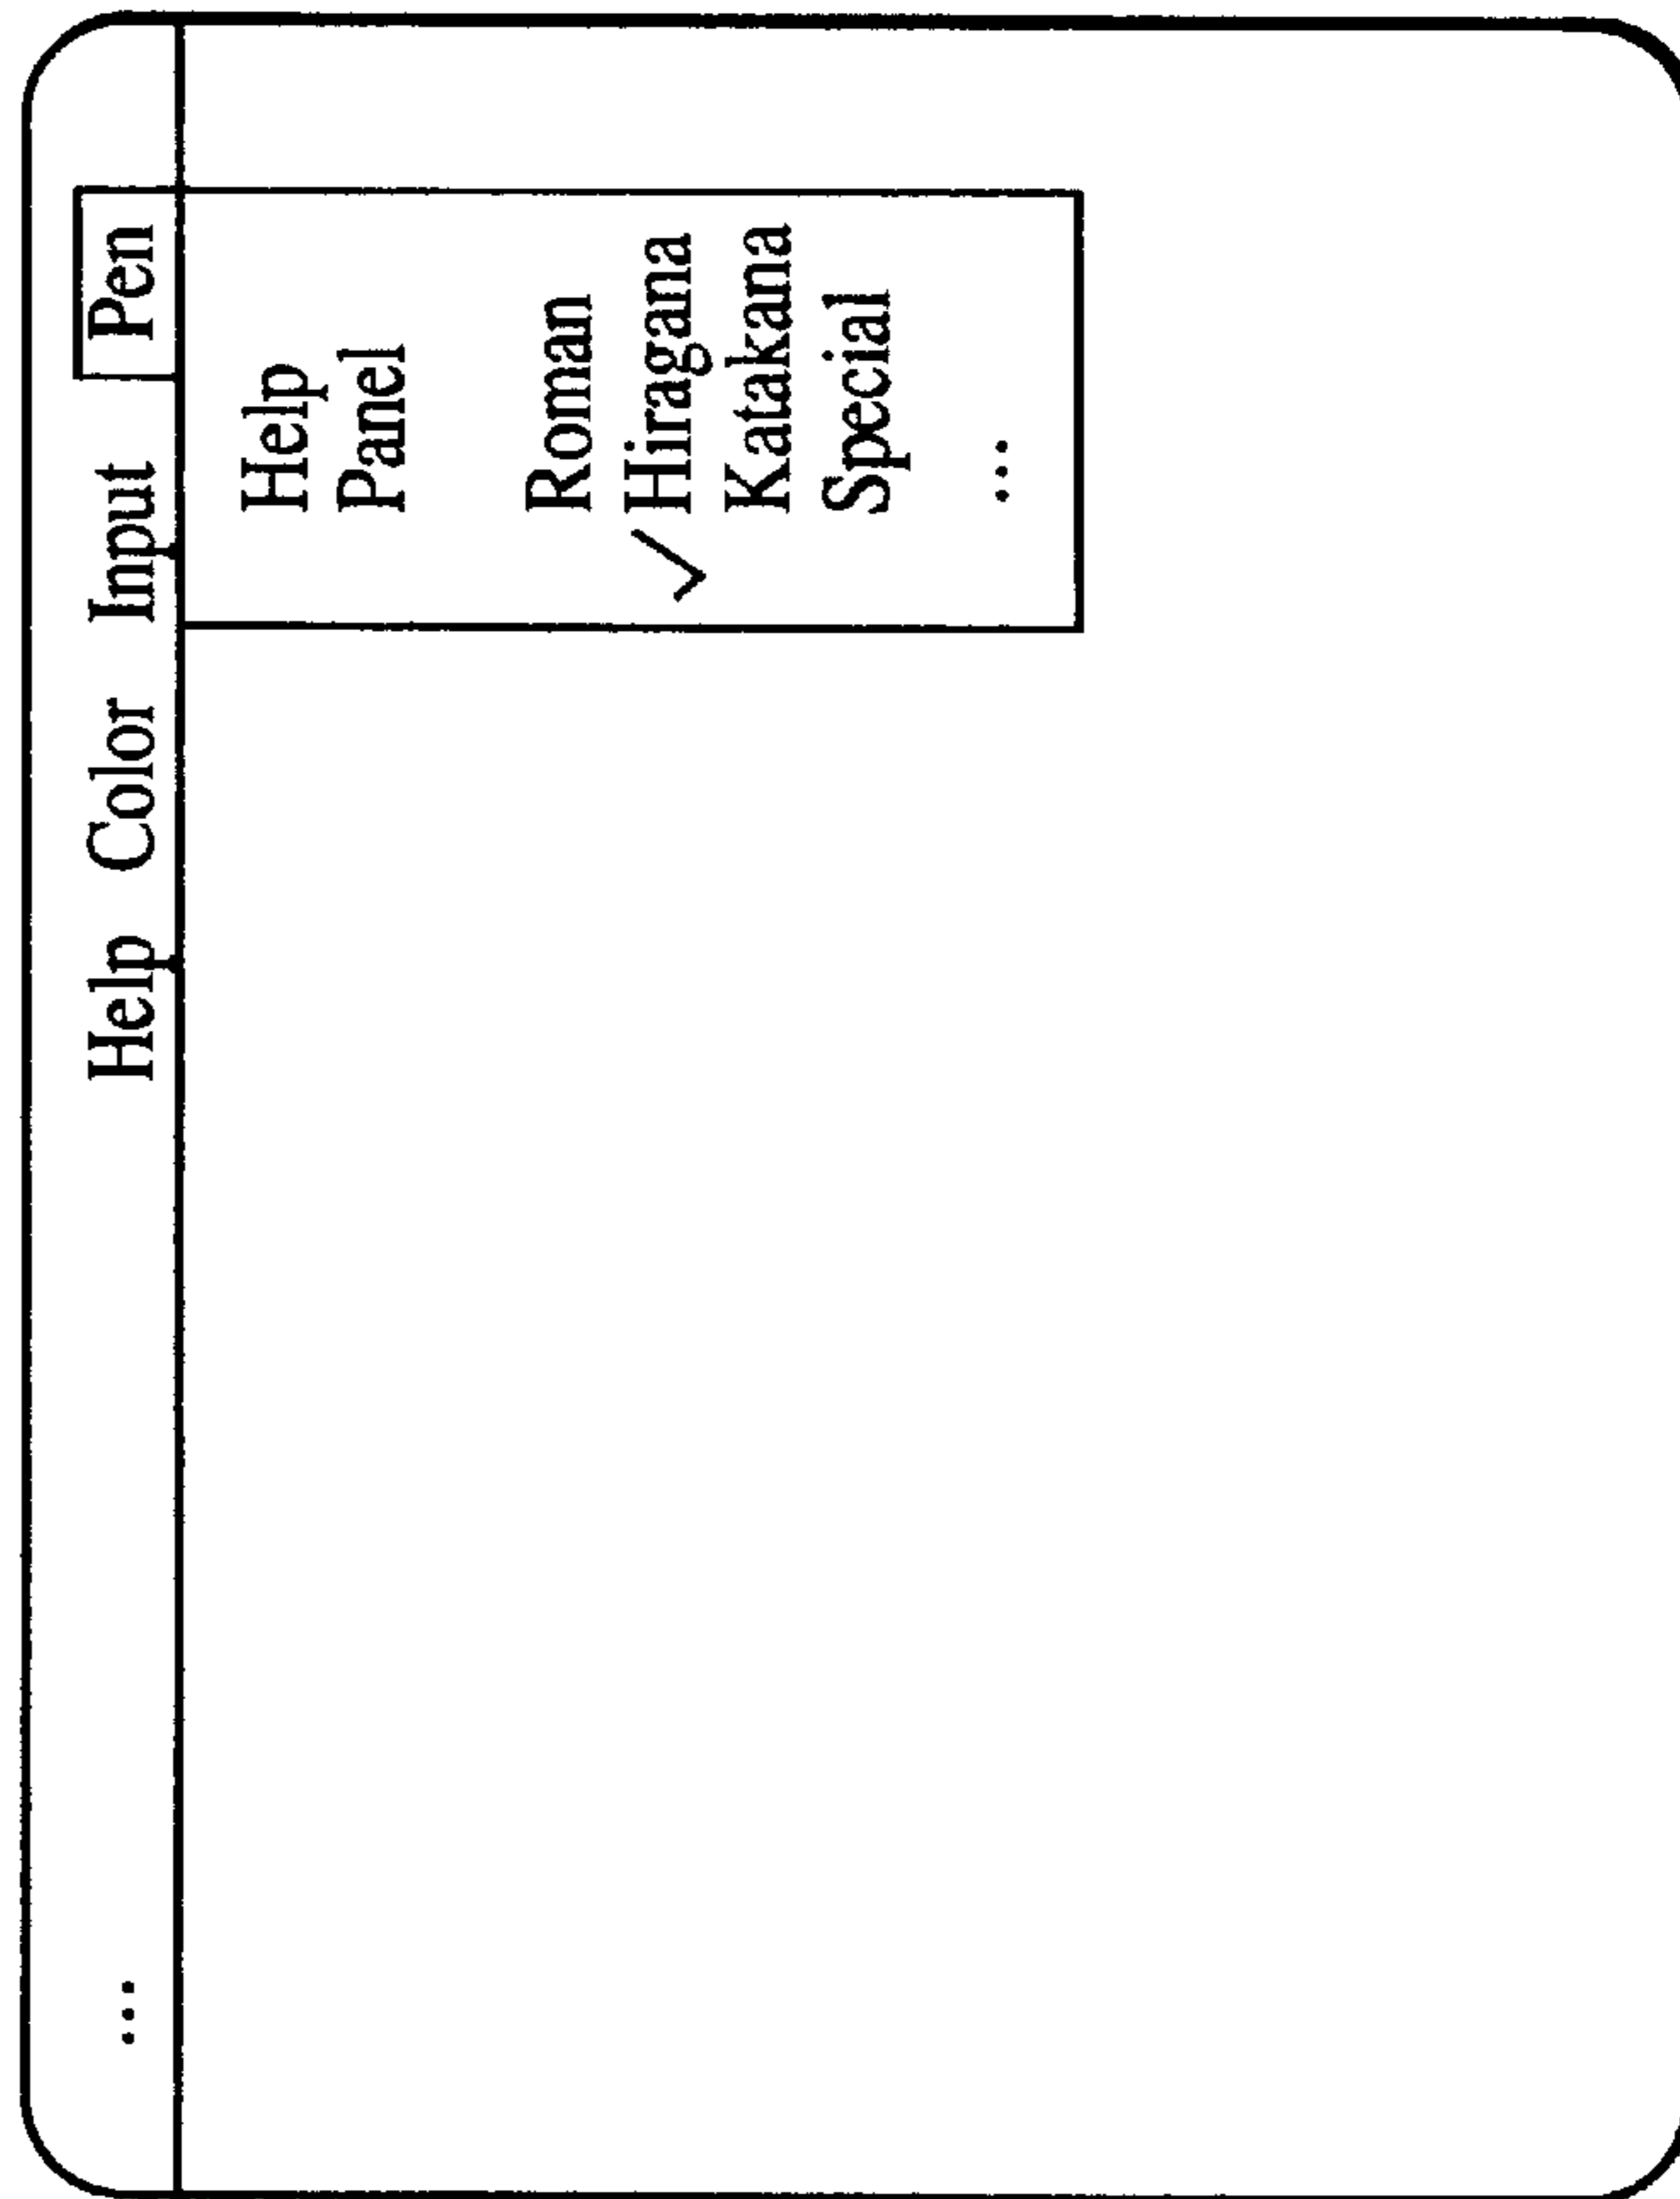 ... Help Color Input Pen
Help
Panel
Roman
✓ Hiragana
Katakana
Special
...